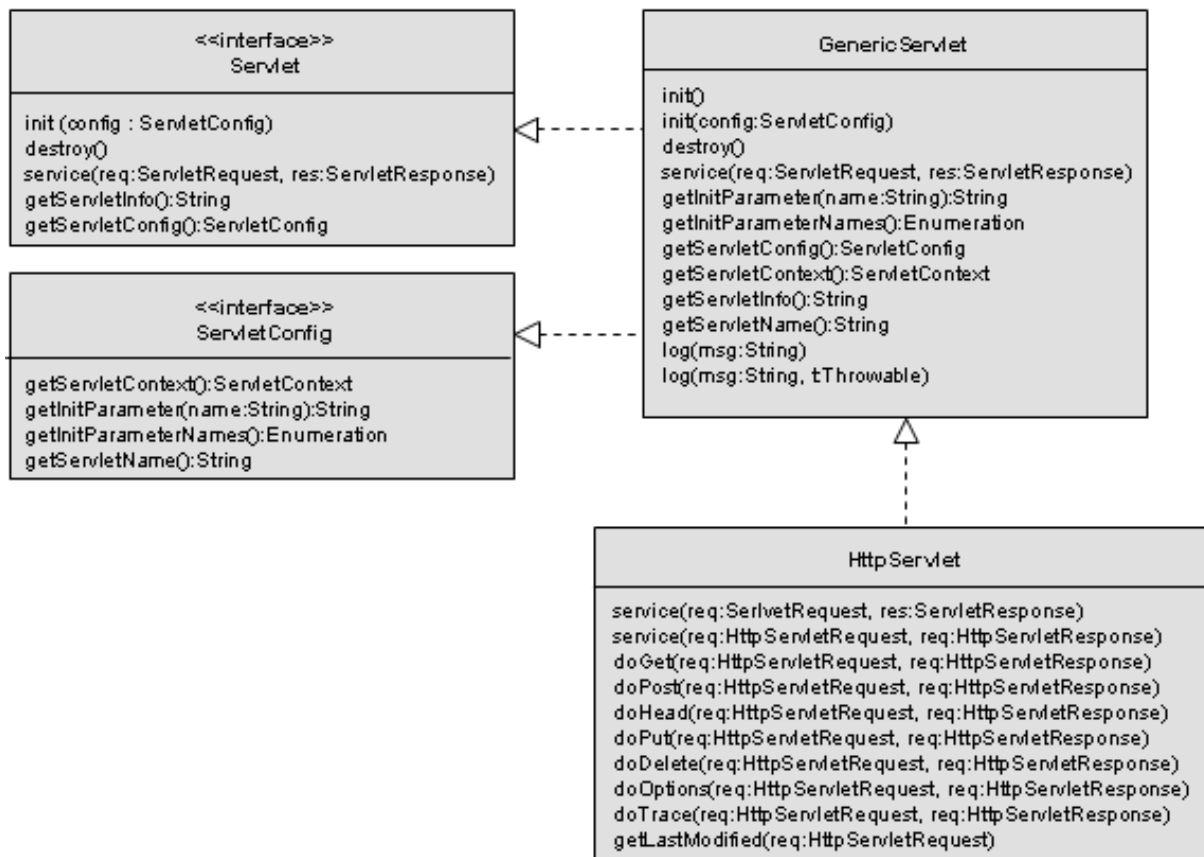 <<interface>>
Servlet
init (config : ServletConfig)
destroy()
service(req:ServletRequest, res:ServletResponse)
getServletInfo():String
getServletConfig():ServletConfig
<<interface>>
ServletConfig
getServletContext():ServletContext
getInitParameter(name:String):String
getInitParameterNames():Enumeration
getServletName():String
GenericServlet
init()
init(config:ServletConfig)
destroy()
service(req:ServletRequest, res:ServletResponse)
getInitParameter(name:String):String
getInitParameterNames():Enumeration
getServletConfig():ServletConfig
getServletContext():ServletContext
getServletInfo():String
getServletName():String
log(msg:String)
log(msg:String, t:Throwable)
HttpServlet
service(req:SerlvetRequest, res:ServletResponse)
service(req:HttpServletRequest, req:HttpServletResponse)
doGet(req:HttpServletRequest, req:HttpServletResponse)
doPost(req:HttpServletRequest, req:HttpServletResponse)
doHead(req:HttpServletRequest, req:HttpServletResponse)
doPut(req:HttpServletRequest, req:HttpServletResponse)
doDelete(req:HttpServletRequest, req:HttpServletResponse)
doOptions(req:HttpServletRequest, req:HttpServletResponse)
doTrace(req:HttpServletRequest, req:HttpServletResponse)
getLastModified(req:HttpServletRequest)